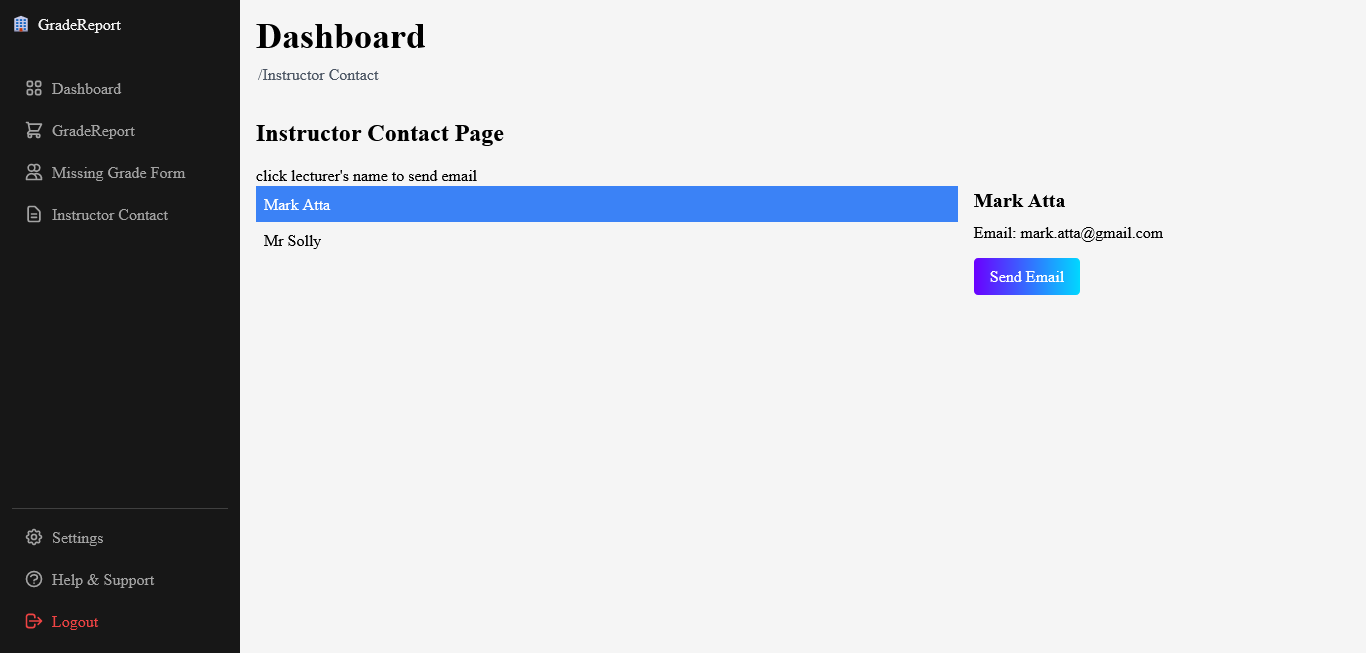 GradeReport
Dashboard
GradeReport
Missing Grade Form
Instructor Contact
Settings
Help & Support
Logout
Dashboard
/Instructor Contact
Instructor Contact Page
click lecturer's name to send email
Mark Atta
Mr Solly
Mark Atta
Email: mark.atta@gmail.com
Send Email